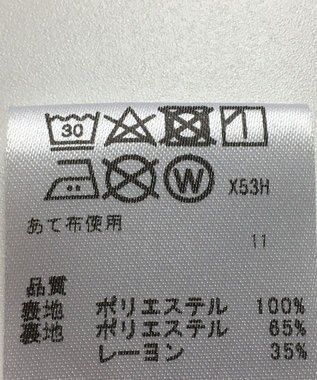 30
W X53H
あて布使用
11
品質
表地 ポリエステル 100%
裏地 ポリエステル 65%
レーヨン 35%